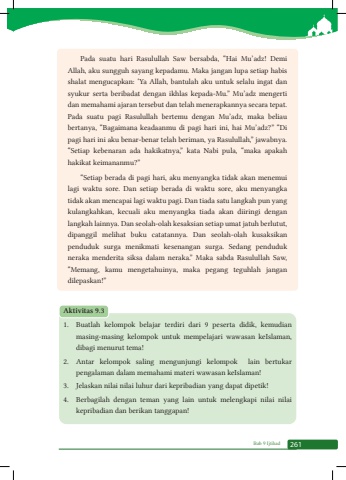 Pada suatu hari Rasulullah Saw bersabda, "Hai Mu'adz! Demi
Allah, aku sungguh sayang kepadamu. Maka jangan lupa setiap habis
shalat mengucapkan: 'Ya Allah, bantulah aku untuk selalu ingat dan
syukur serta beribadat dengan ikhlas kepada-Mu." Mu'adz mengerti
dan memahami ajaran tersebut dan telah menerapkannya secara tepat.
Pada suatu pagi Rasulullah bertemu dengan Mu'adz, maka beliau
bertanya, "Bagaimana keadaanmu di pagi hari ini, hai Mu'adz?" "Di
pagi hari ini aku benar-benar telah beriman, ya Rasulullah," jawabnya.
"Setiap kebenaran ada hakikatnya," kata Nabi pula, "maka apakah
hakikat keimananmu?"
"Setiap berada di pagi hari, aku menyangka tidak akan menemui
lagi waktu sore. Dan setiap berada di waktu sore, aku menyangka
tidak akan mencapai lagi waktu pagi. Dan tiada satu langkah pun yang
kulangkahkan, kecuali aku menyangka tiada akan diiringi dengan
langkah lainnya. Dan seolah-olah kesaksian setiap umat jatuh berlutut,
dipanggil melihat buku catatannya. Dan seolah-olah kusaksikan
penduduk surga menikmati kesenangan surga. Sedang penduduk
neraka menderita siksa dalam neraka." Maka sabda Rasulullah Saw,
"Memang, kamu mengetahuinya, maka pegang teguhlah jangan
dilepaskan!"
Aktivitas 9.3
1. Buatlah kelompok belajar terdiri dari 9 peserta didik, kemudian
masing-masing kelompok untuk mempelajari wawasan keIslaman,
dibagi menurut tema!
2. Antar kelompok saling mengunjungi kelompok lain bertukar
pengalaman dalam memahami materi wawasan keIslaman!
3. Jelaskan nilai nilai luhur dari kepribadian yang dapat dipetik!
4. Berbagilah dengan teman yang lain untuk melengkapi nilai nilai
kepribadian dan berikan tanggapan!
Bab 9 Ijtihad 261